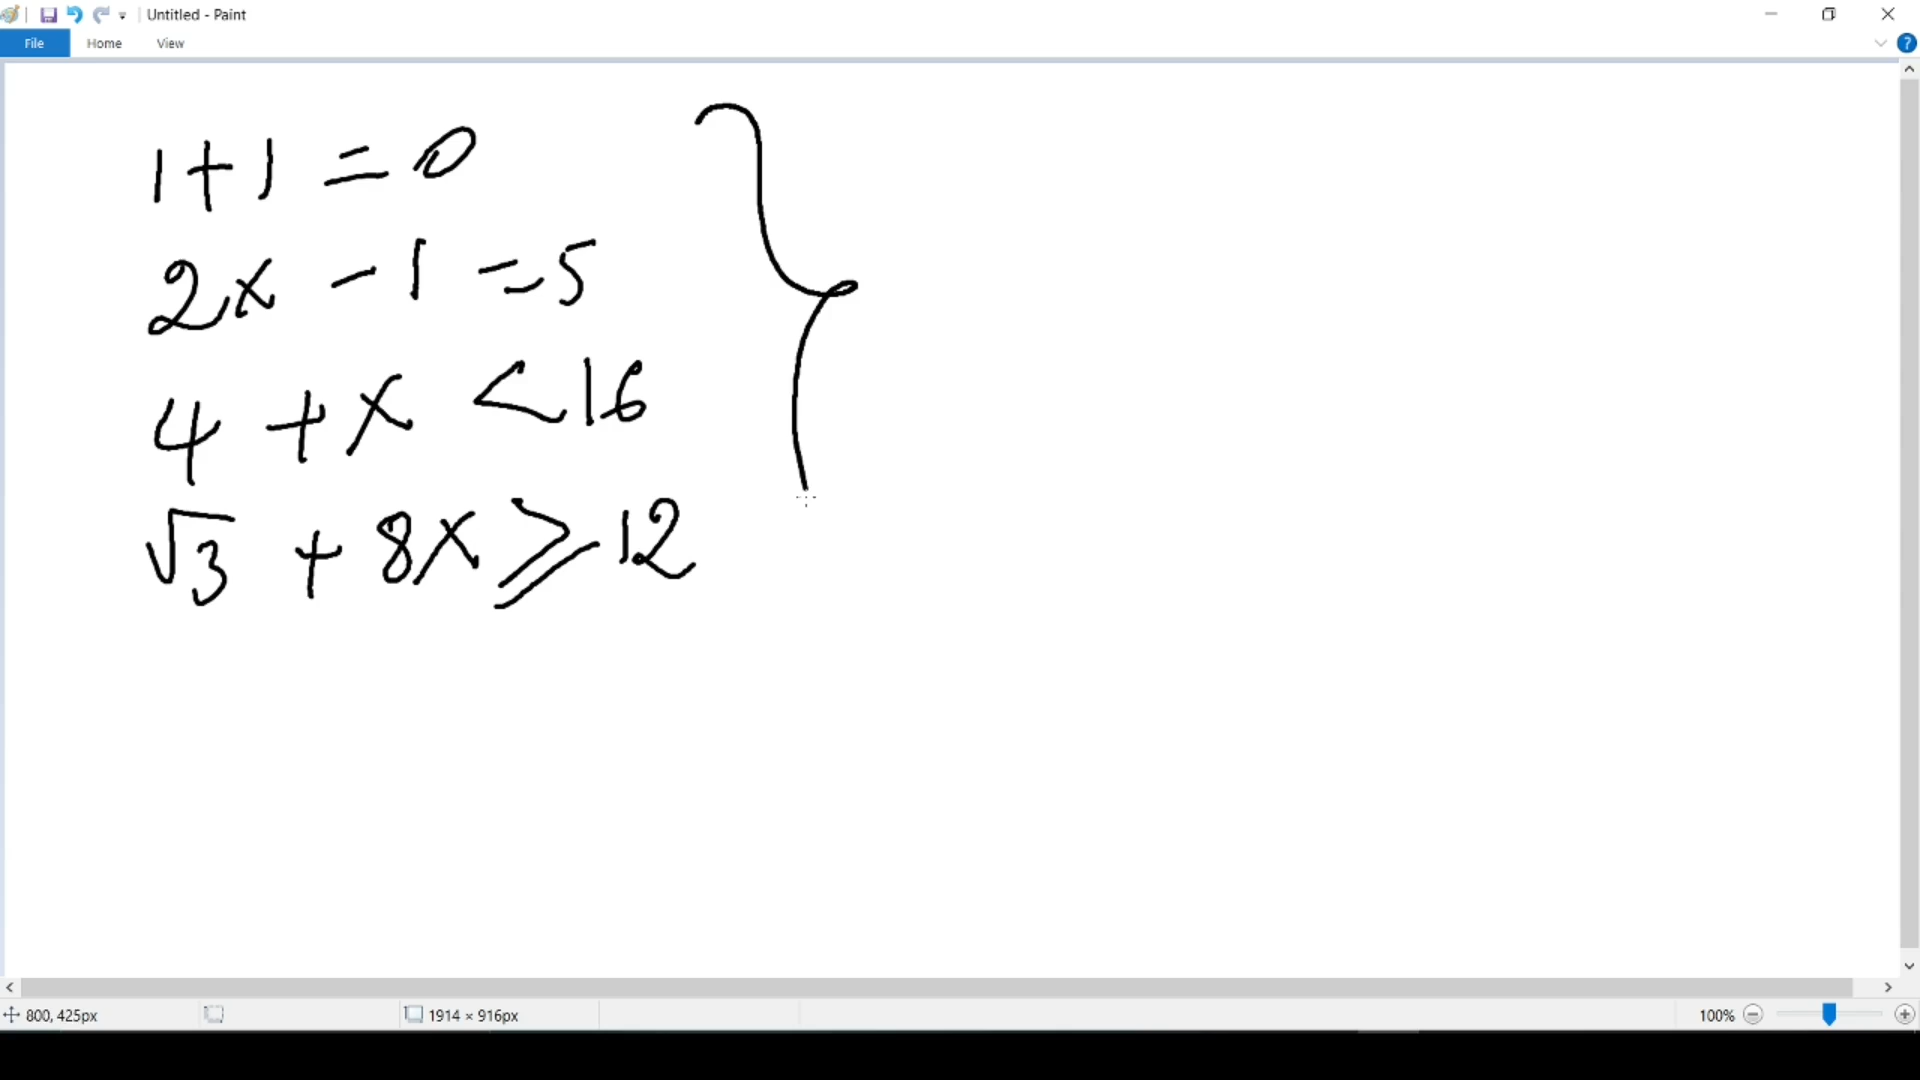 Untitled - Paint
File Home View
1+1 = 0
2x - 1 = 5
4 + x < 16
√3 + 8x ≥ 12
800, 425px 1914 × 916px 100%